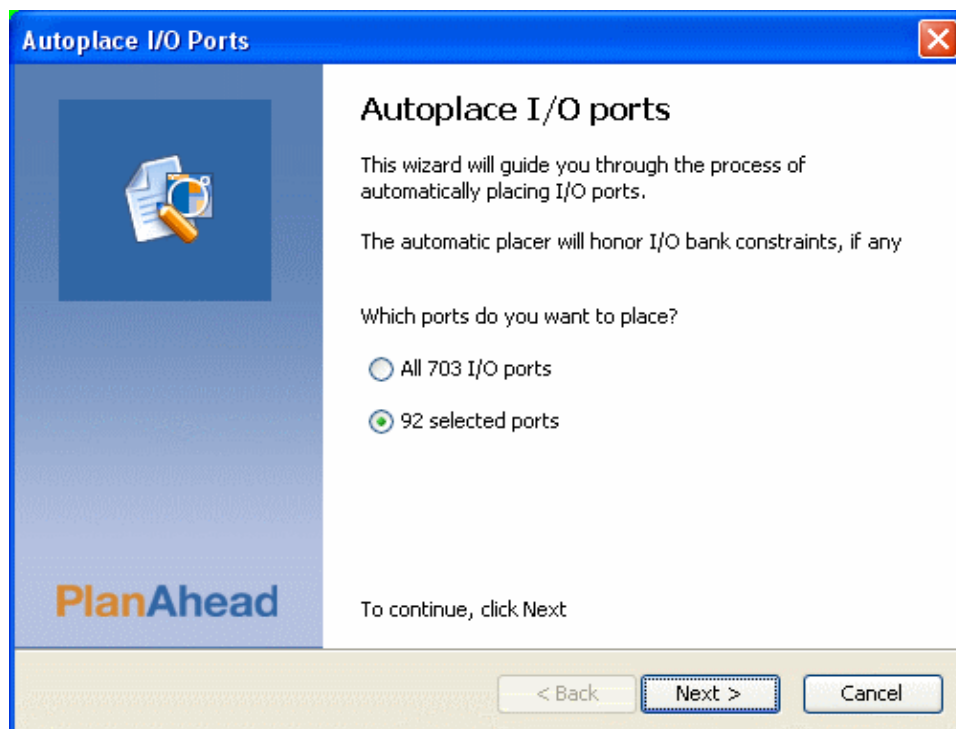 Autoplace I/O Ports
Autoplace I/O ports
This wizard will guide you through the process of
automatically placing I/O ports.
The automatic placer will honor I/O bank constraints, if any
Which ports do you want to place?
All 703 I/O ports
92 selected ports
PlanAhead
To continue, click Next
< Back
Next >
Cancel